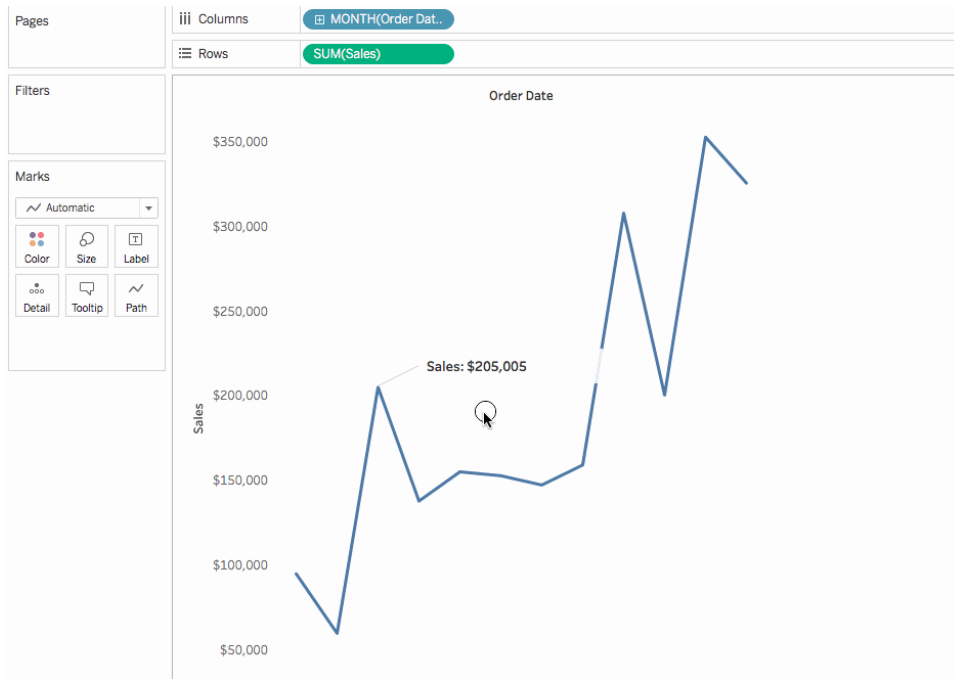 Pages
Columns
MONTH(Order Dat..
Rows
SUM(Sales)
Filters
Marks
Automatic
Color
Size
T
Label
Detail
Tooltip
Path
Order Date
$350,000
$300,000
$250,000
$200,000
$150,000
$100,000
$50,000
Sales
Sales: $205,005